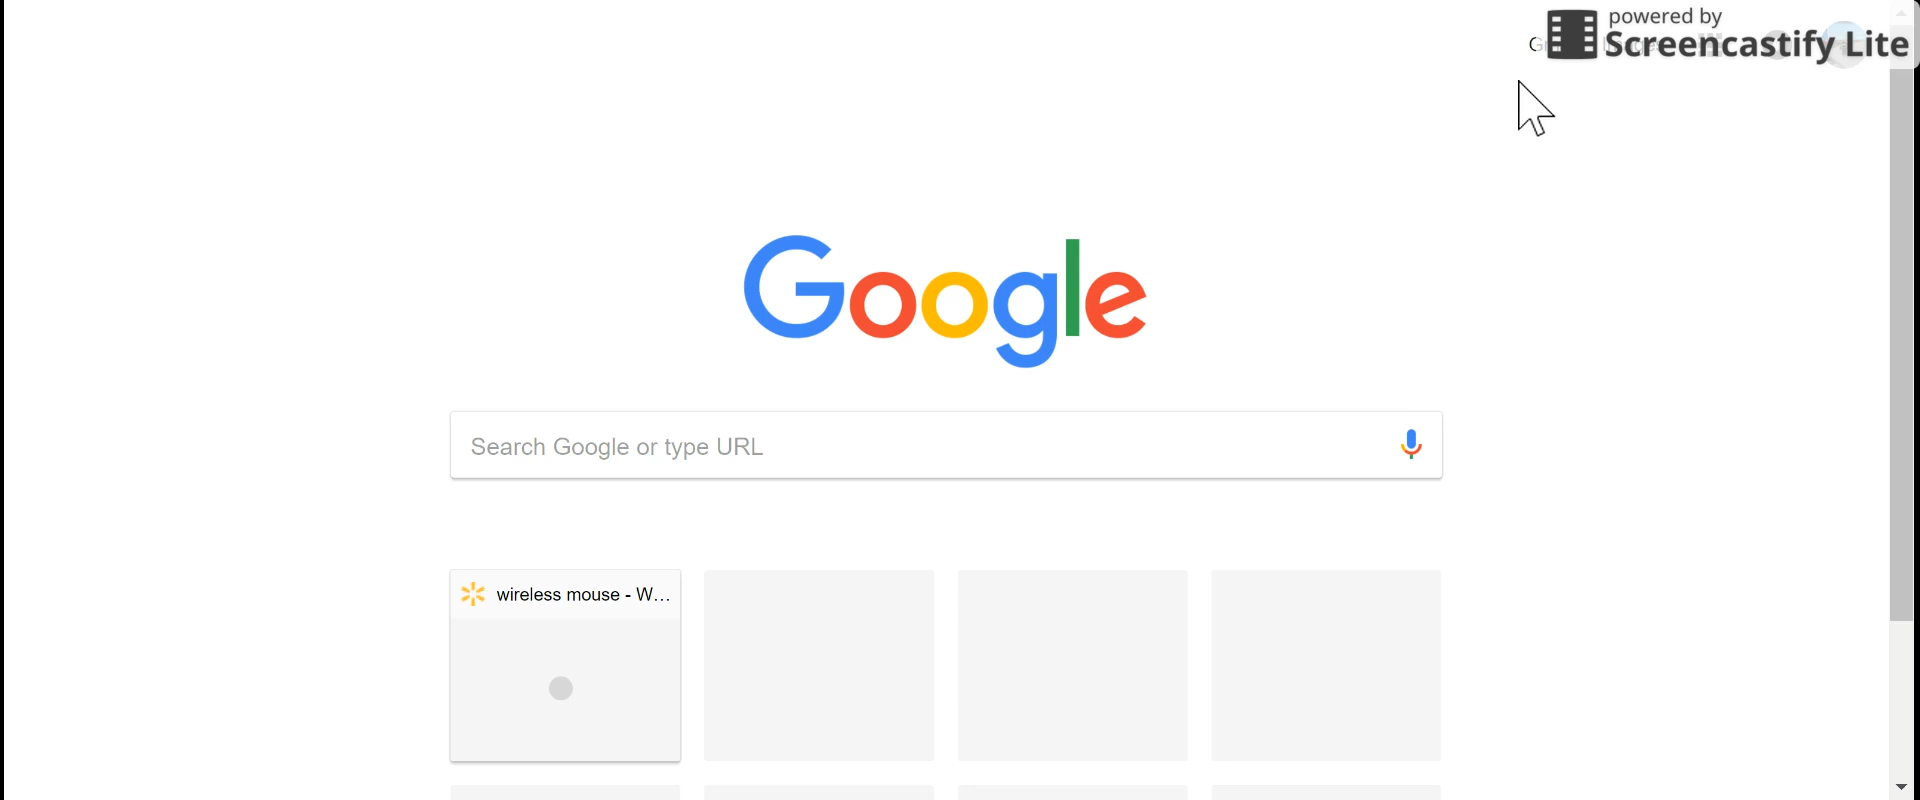 powered by
Screencastify Lite
Google
Search Google or type URL
wireless mouse - W...